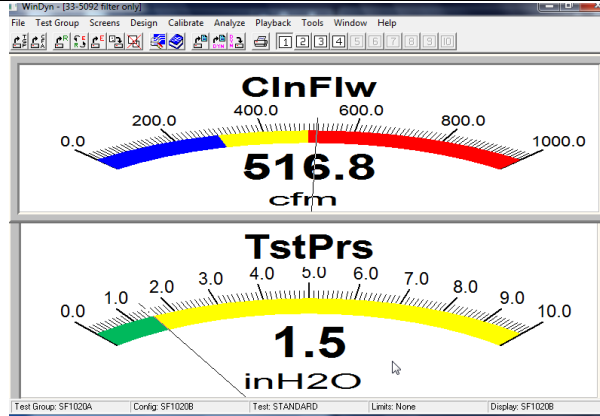 WinDyn - [33-5092 filter only]
File Test Group Screens Design Calibrate Analyze Playback Tools Window Help
1 2 3 4 5 6 7 8 9 10
ClnFlw
0.0 200.0 400.0 600.0 800.0 1000.0
516.8
cfm
TstPrs
0.0 1.0 2.0 3.0 4.0 5.0 6.0 7.0 8.0 9.0 10.0
1.5
inH2O
Test Group: SF1020A Config: SF1020B Test: STANDARD Limits: None Display: SF1020B